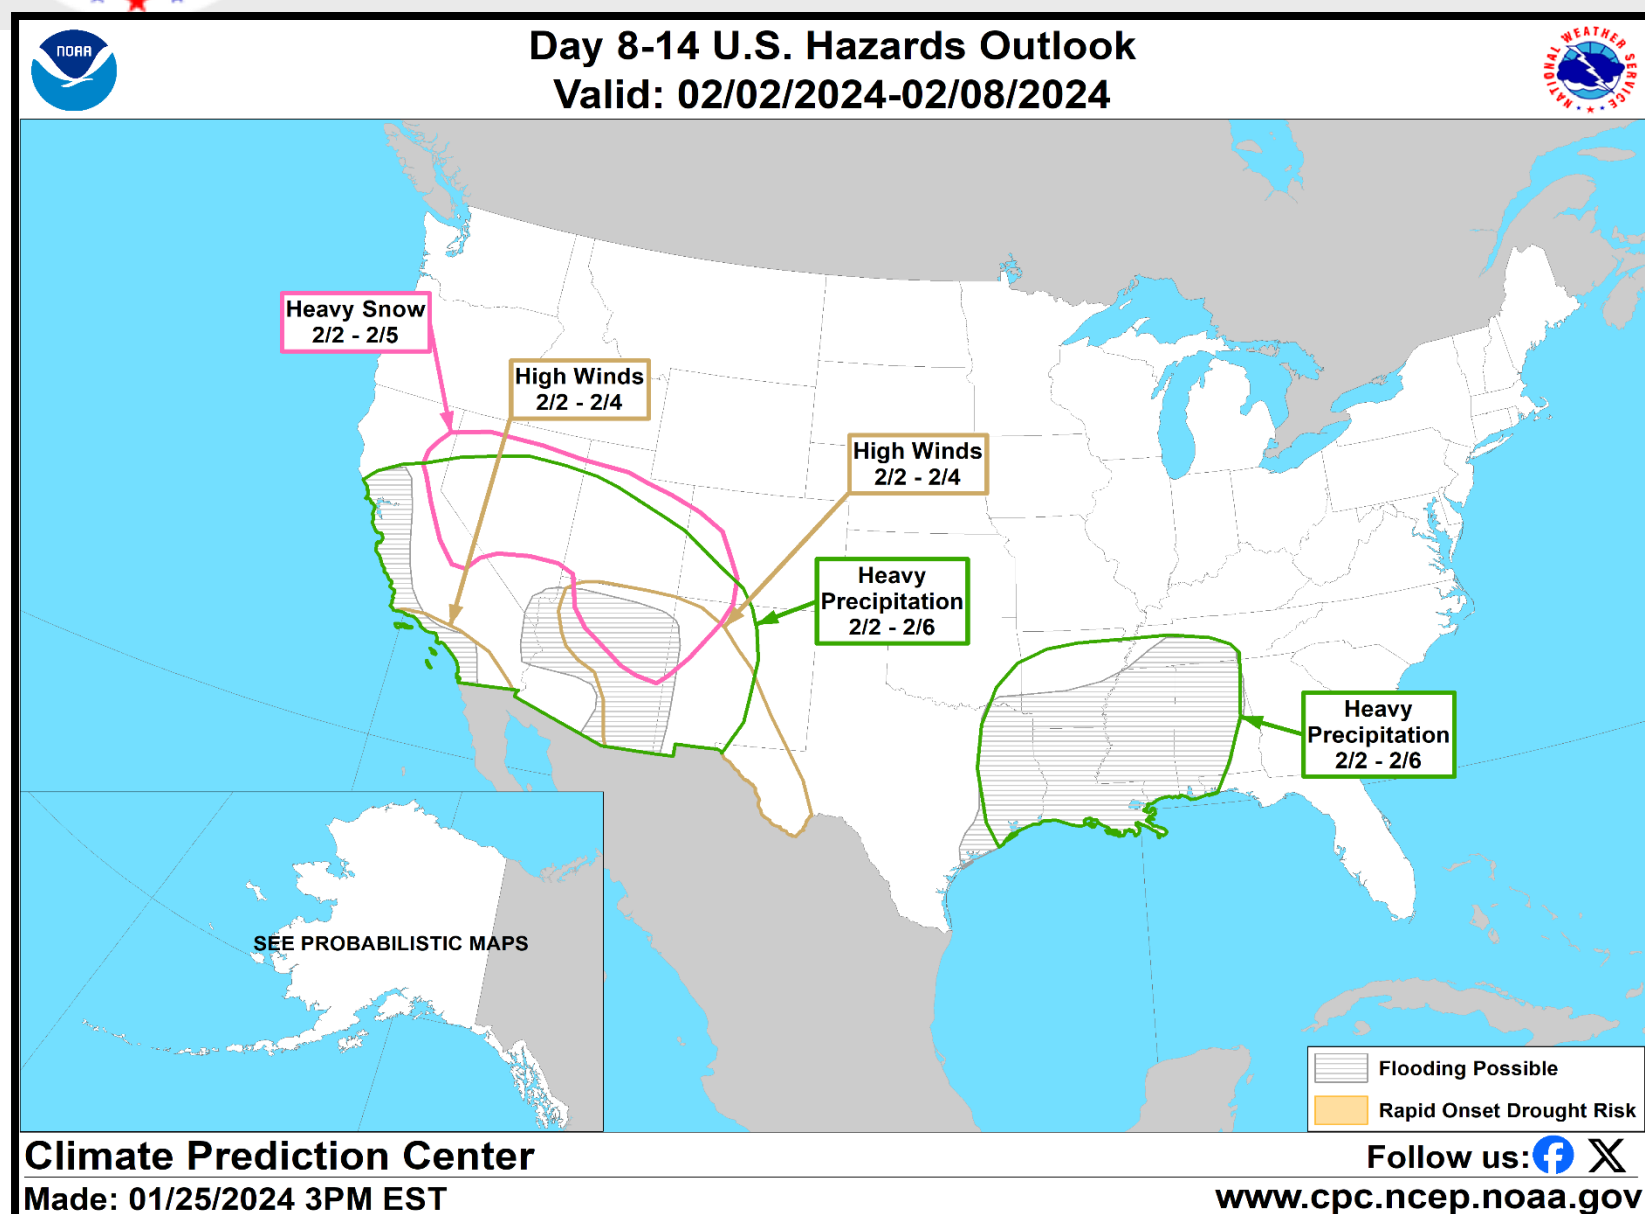 Day 8-14 U.S. Hazards Outlook
Valid: 02/02/2024-02/08/2024
NOAA
NATIONAL WEATHER SERVICE
Heavy Snow
2/2 - 2/5
High Winds
2/2 - 2/4
High Winds
2/2 - 2/4
Heavy
Precipitation
2/2 - 2/6
Heavy
Precipitation
2/2 - 2/6
SEE PROBABILISTIC MAPS
Flooding Possible
Rapid Onset Drought Risk
Climate Prediction Center
Follow us:
Made: 01/25/2024 3PM EST
www.cpc.ncep.noaa.gov